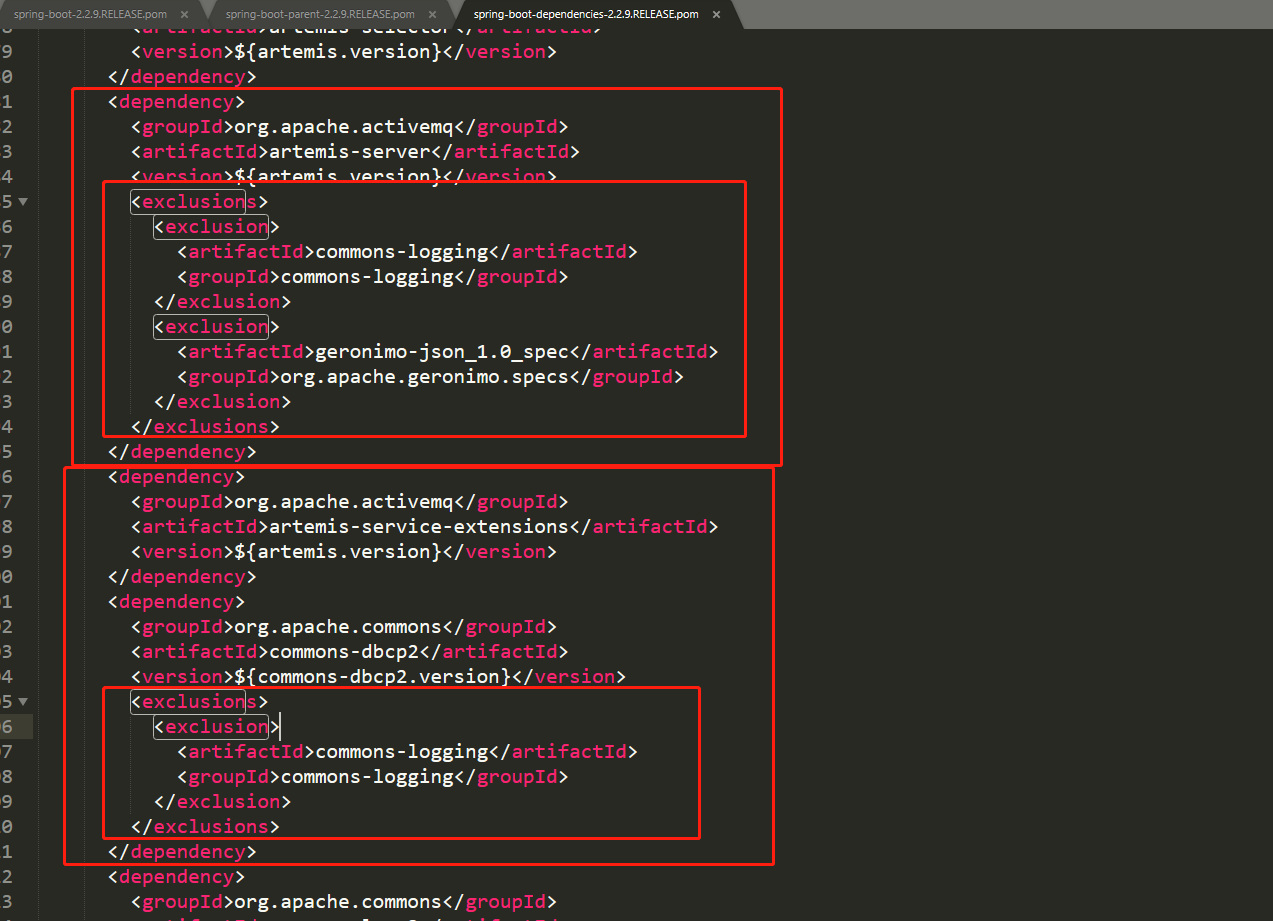 spring-boot-2.2.9.RELEASE.pom × spring-boot-parent-2.2.9.RELEASE.pom × spring-boot-dependencies-2.2.9.RELEASE.pom ×
8 <artifactId>artemis-selector</artifactId>
9 <version>${artemis.version}</version>
0 </dependency>
1 <dependency>
2 <groupId>org.apache.activemq</groupId>
3 <artifactId>artemis-server</artifactId>
4 <version>${artemis.version}</version>
5 <exclusions>
6 <exclusion>
7 <artifactId>commons-logging</artifactId>
8 <groupId>commons-logging</groupId>
9 </exclusion>
0 <exclusion>
1 <artifactId>geronimo-json_1.0_spec</artifactId>
2 <groupId>org.apache.geronimo.specs</groupId>
3 </exclusion>
4 </exclusions>
5 </dependency>
6 <dependency>
7 <groupId>org.apache.activemq</groupId>
8 <artifactId>artemis-service-extensions</artifactId>
9 <version>${artemis.version}</version>
0 </dependency>
1 <dependency>
2 <groupId>org.apache.commons</groupId>
3 <artifactId>commons-dbcp2</artifactId>
4 <version>${commons-dbcp2.version}</version>
5 <exclusions>
6 <exclusion>
7 <artifactId>commons-logging</artifactId>
8 <groupId>commons-logging</groupId>
9 </exclusion>
0 </exclusions>
1 </dependency>
2 <dependency>
3 <groupId>org.apache.commons</groupId>